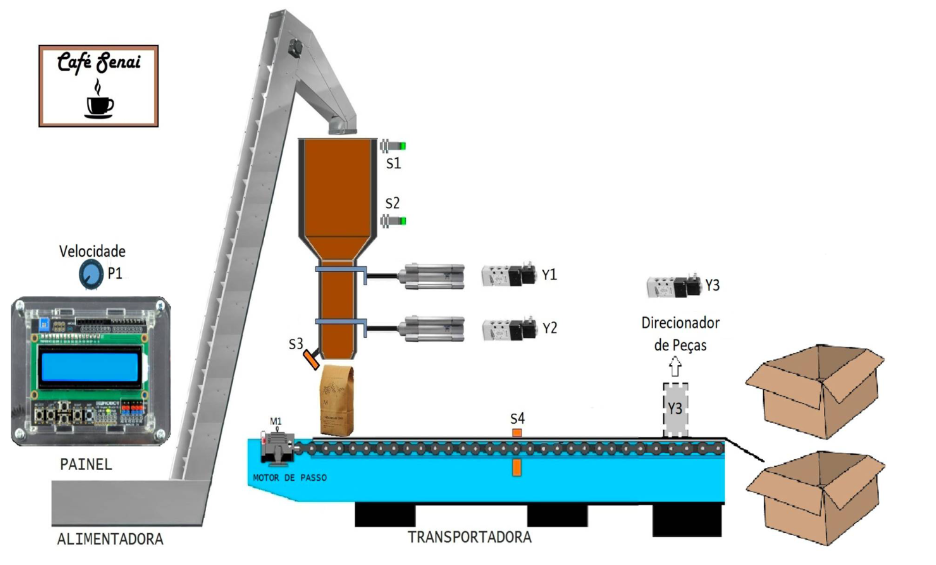 Café Senai
S1
S2
Velocidade
P1
Y1
Y3
Y2
Direcionador
de Peças
S3
Y3
S4
M1
PAINEL
MOTOR DE PASSO
ALIMENTADORA
TRANSPORTADORA